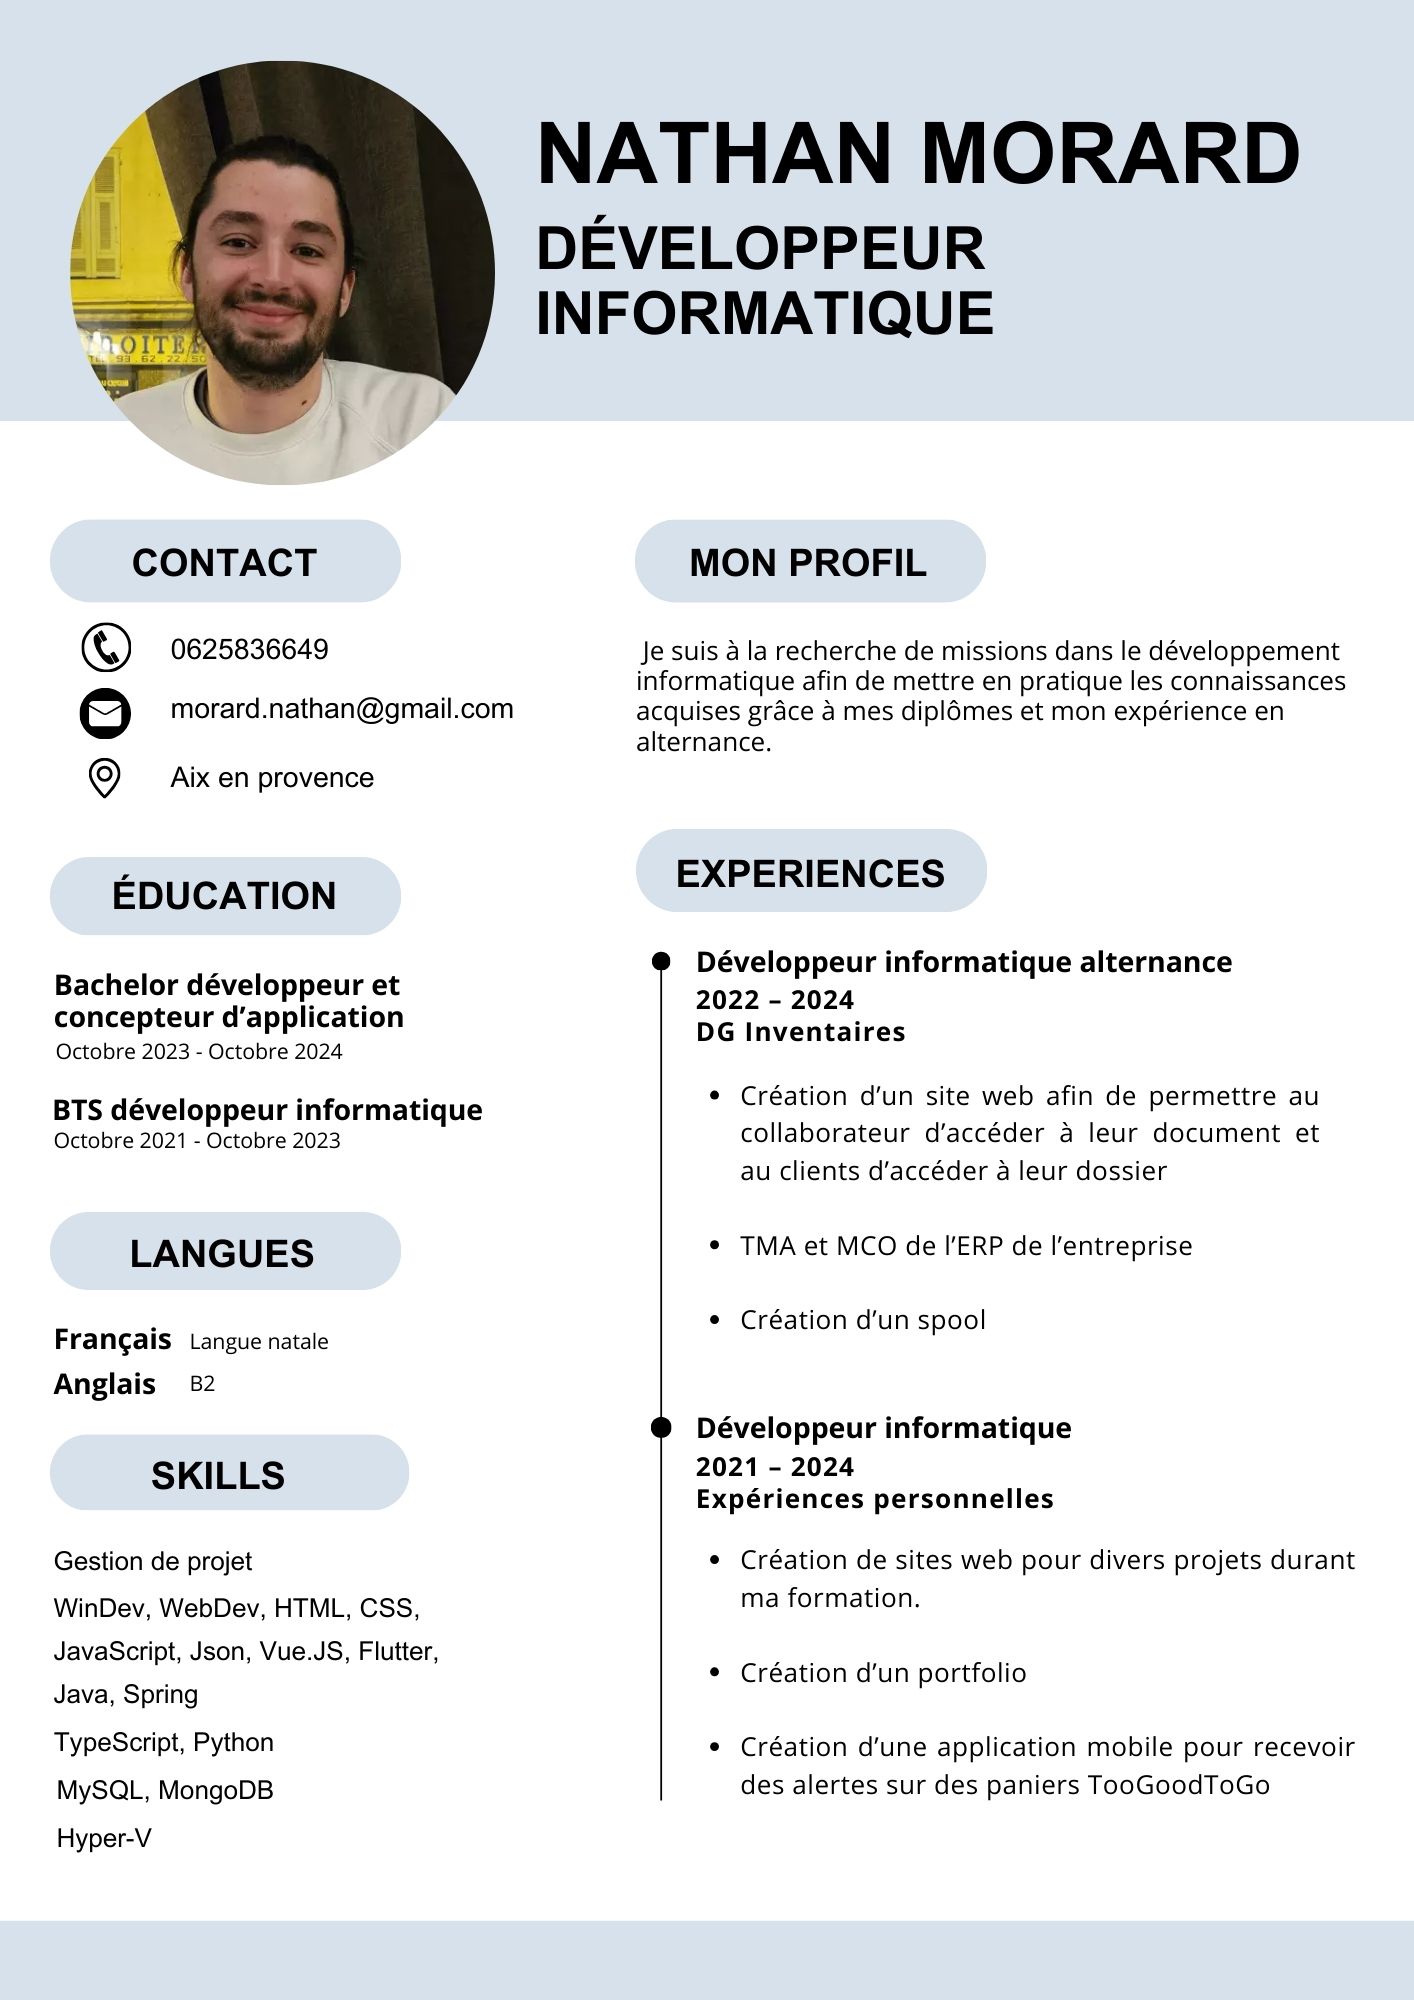 NATHAN MORARD
DÉVELOPPEUR
INFORMATIQUE
CONTACT
0625836649
morard.nathan@gmail.com
Aix en provence
ÉDUCATION
Bachelor développeur et
concepteur d’application
Octobre 2023 - Octobre 2024
BTS développeur informatique
Octobre 2021 - Octobre 2023
LANGUES
Français Langue natale
Anglais B2
SKILLS
Gestion de projet
WinDev, WebDev, HTML, CSS,
JavaScript, Json, Vue.JS, Flutter,
Java, Spring
TypeScript, Python
MySQL, MongoDB
Hyper-V
MON PROFIL
Je suis à la recherche de missions dans le développement
informatique afin de mettre en pratique les connaissances
acquises grâce à mes diplômes et mon expérience en
alternance.
EXPERIENCES
Développeur informatique alternance
2022 – 2024
DG Inventaires
• Création d’un site web afin de permettre au
collaborateur d’accéder à leur document et
au clients d’accéder à leur dossier
• TMA et MCO de l’ERP de l’entreprise
• Création d’un spool
Développeur informatique
2021 – 2024
Expériences personnelles
• Création de sites web pour divers projets durant
ma formation.
• Création d’un portfolio
• Création d’une application mobile pour recevoir
des alertes sur des paniers TooGoodToGo